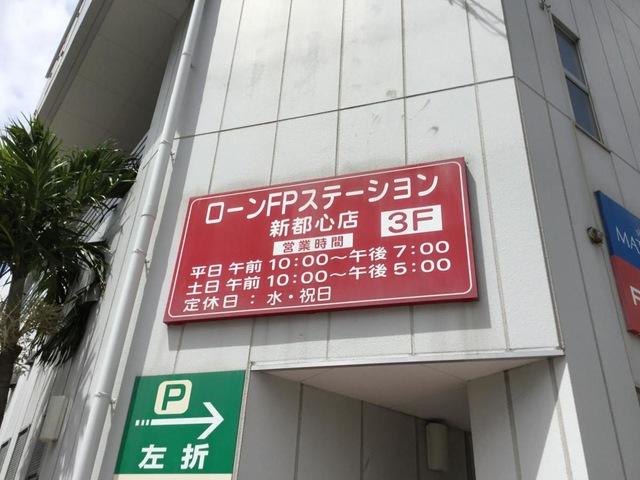 ローンFPステーション
新都心店 3F
営業時間
平日 午前 10:00〜午後 7:00
土日 午前 10:00〜午後 5:00
定休日 : 水・祝日
P
左折